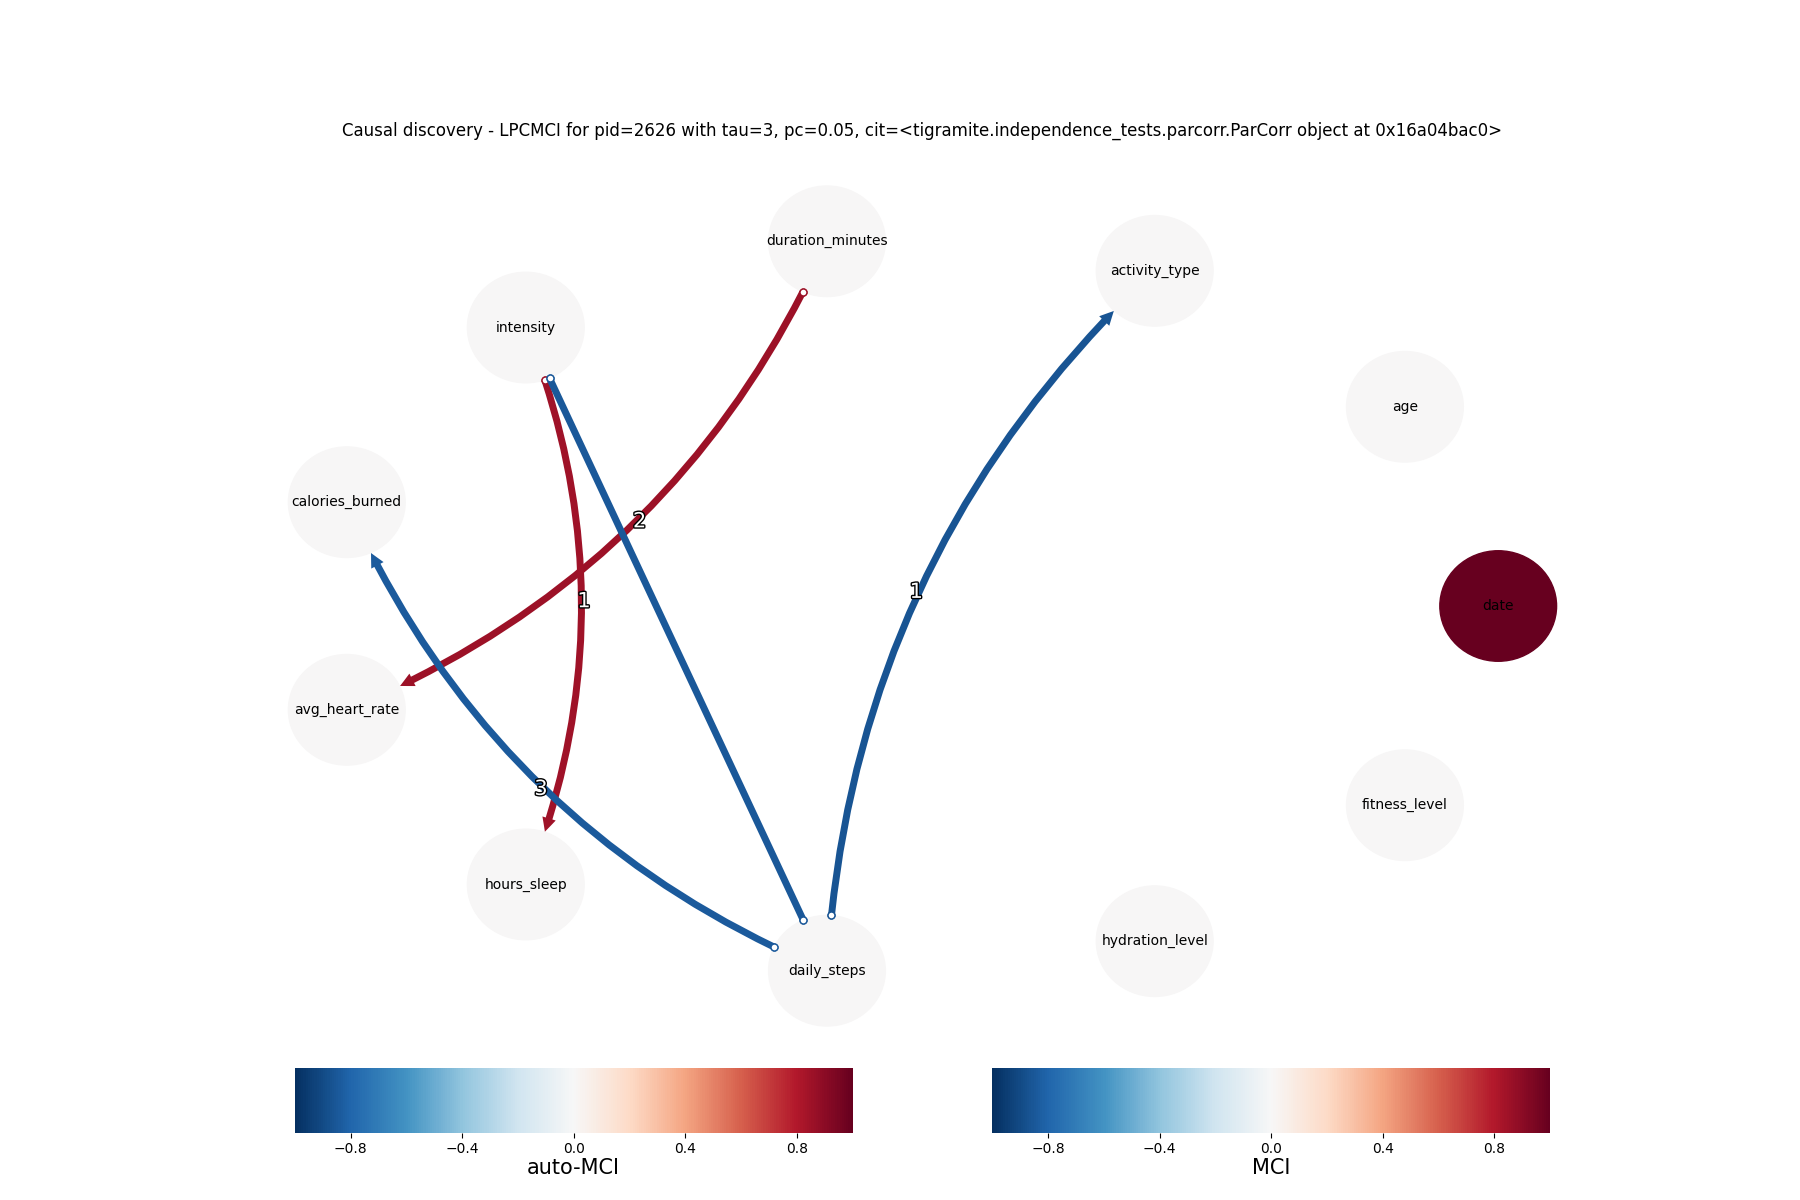 Causal discovery - LPCMCI for pid=2626 with tau=3, pc=0.05, cit=<tigramite.independence_tests.parcorr.ParCorr object at 0x16a04bac0>
duration_minutes
activity_type
intensity
age
calories_burned
2
1
1
date
avg_heart_rate
3
fitness_level
hours_sleep
hydration_level
daily_steps
−0.8 −0.4 0.0 0.4 0.8
auto-MCI
−0.8 −0.4 0.0 0.4 0.8
MCI